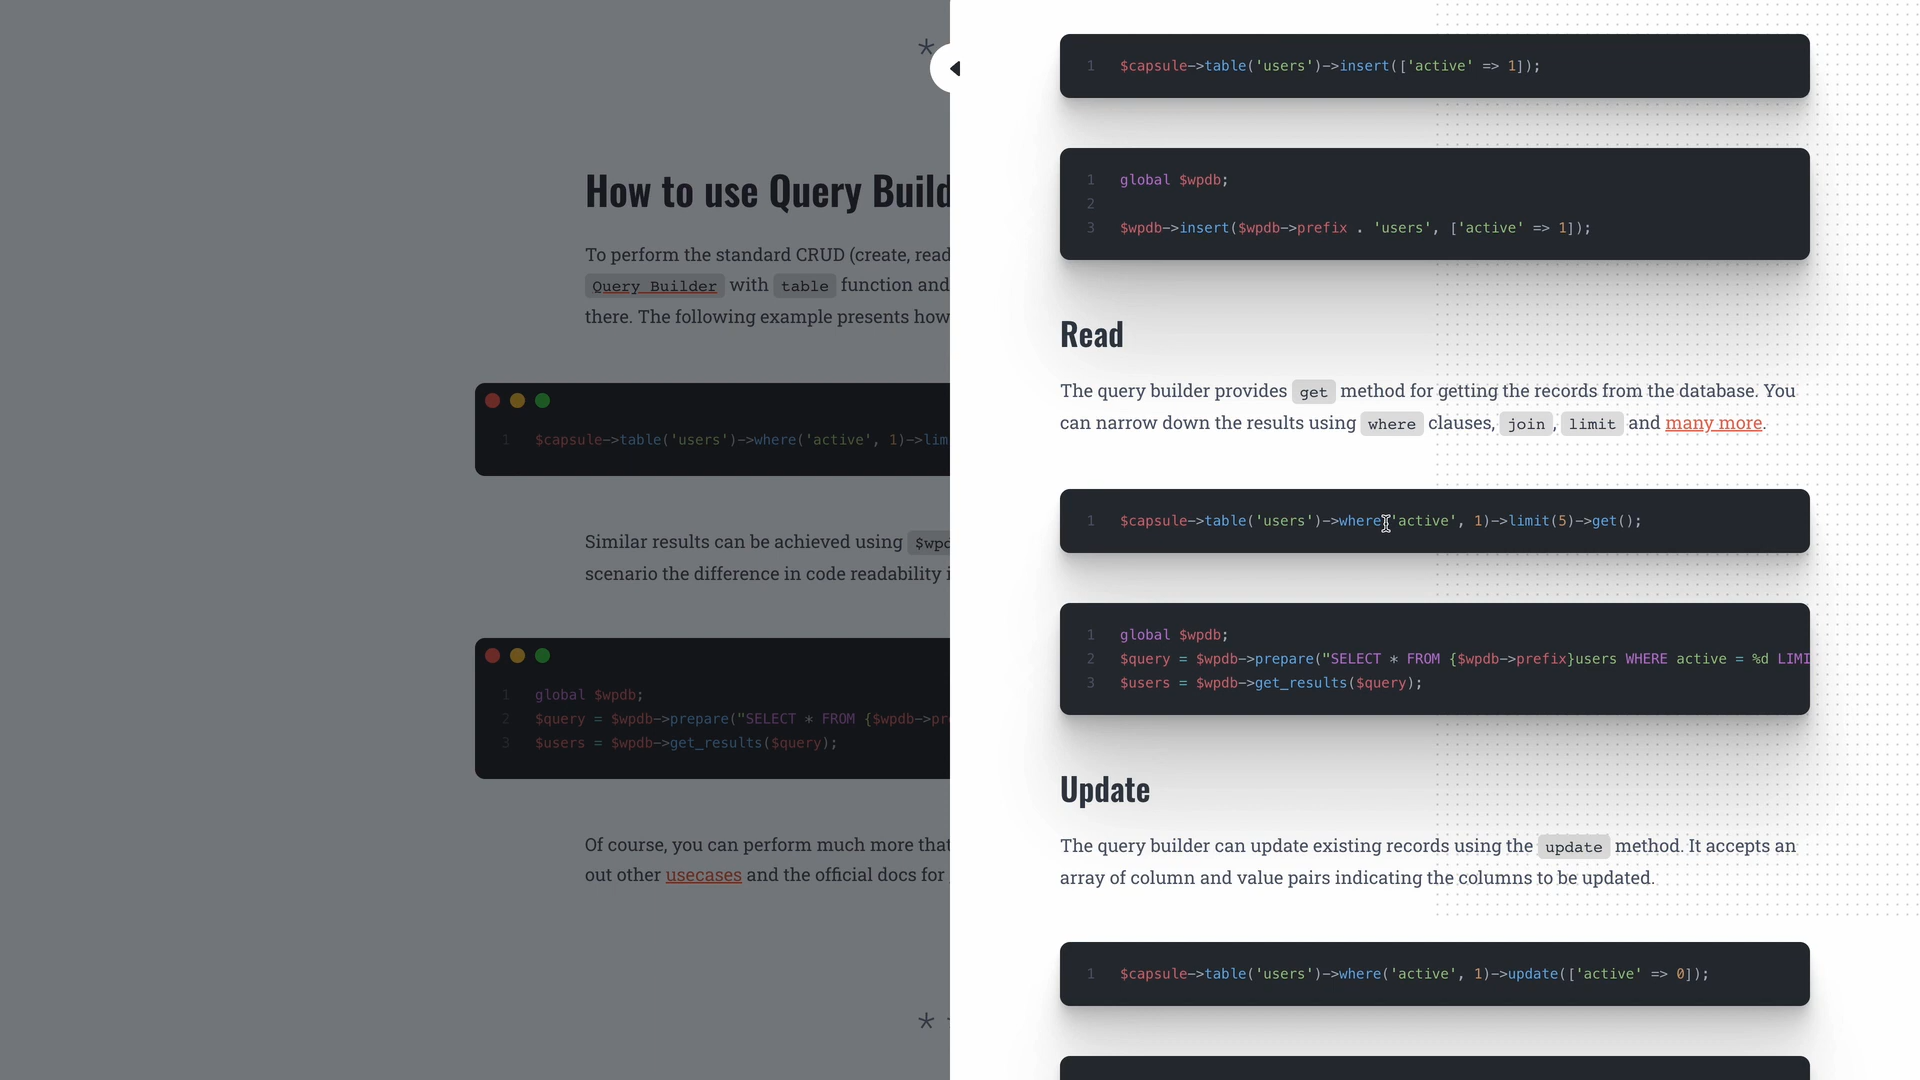 *
How to use Query Build
To perform the standard CRUD (create, read
Query Builder with table function and
there. The following example presents how
1 $capsule->table('users')->where('active', 1)->lim
Similar results can be achieved using $wpd
scenario the difference in code readability i
1 global $wpdb;
2 $query = $wpdb->prepare("SELECT * FROM {$wpdb->pre
3 $users = $wpdb->get_results($query);
Of course, you can perform much more that
out other usecases and the official docs for
*
1 $capsule->table('users')->insert(['active' => 1]);
1 global $wpdb;
2
3 $wpdb->insert($wpdb->prefix . 'users', ['active' => 1]);
Read
The query builder provides get method for getting the records from the database. You
can narrow down the results using where clauses, join, limit and many more.
1 $capsule->table('users')->where('active', 1)->limit(5)->get();
1 global $wpdb;
2 $query = $wpdb->prepare("SELECT * FROM {$wpdb->prefix}users WHERE active = %d LIMI
3 $users = $wpdb->get_results($query);
Update
The query builder can update existing records using the update method. It accepts an
array of column and value pairs indicating the columns to be updated.
1 $capsule->table('users')->where('active', 1)->update(['active' => 0]);